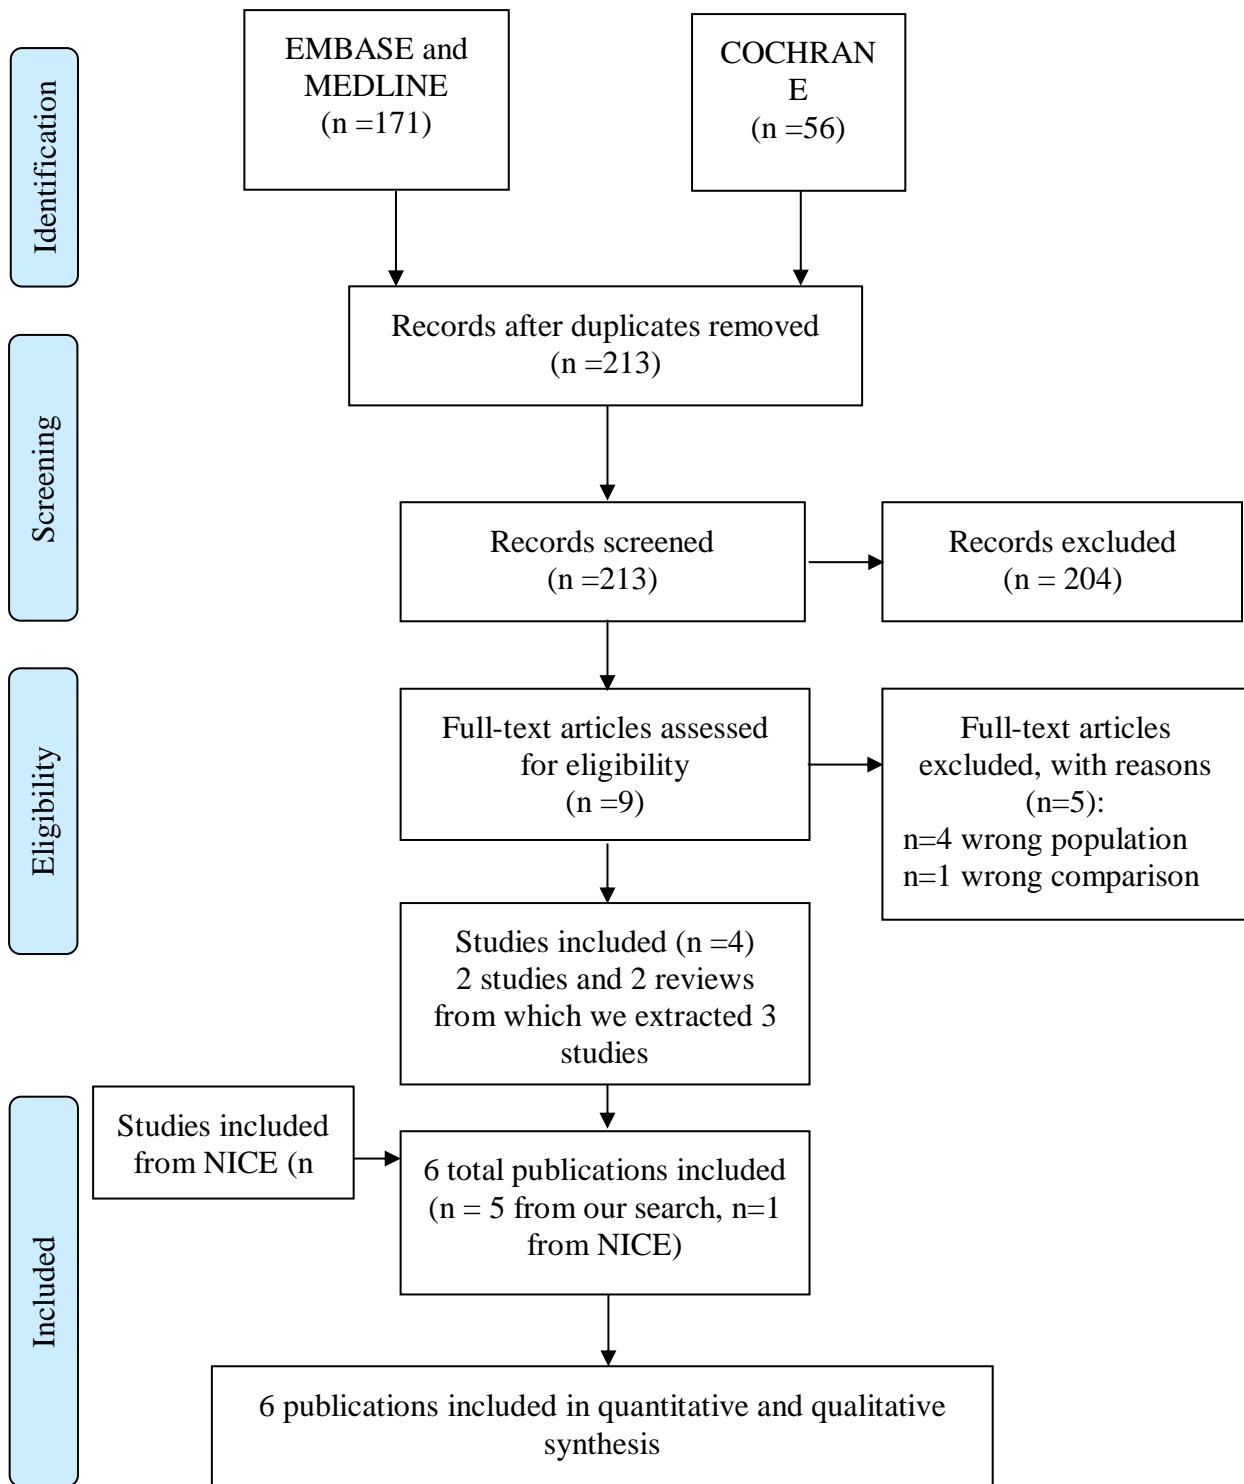 Identification
EMBASE and
MEDLINE
(n =171)
COCHRAN
E
(n =56)
Records after duplicates removed
(n =213)
Screening
Records screened
(n =213)
Records excluded
(n = 204)
Eligibility
Full-text articles assessed
for eligibility
(n =9)
Full-text articles
excluded, with reasons
(n=5):
n=4 wrong population
n=1 wrong comparison
Studies included (n =4)
2 studies and 2 reviews
from which we extracted 3
studies
Included
Studies included
from NICE (n
6 total publications included
(n = 5 from our search, n=1
from NICE)
6 publications included in quantitative and qualitative
synthesis